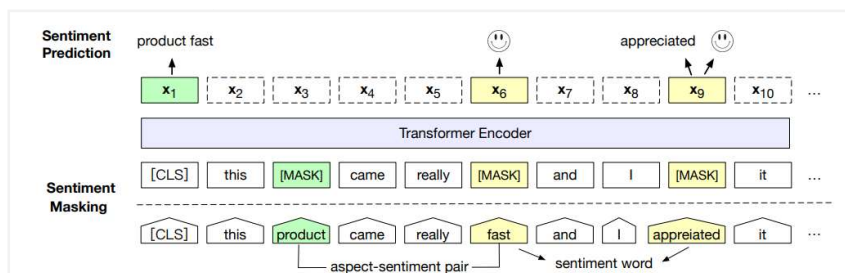 Sentiment Prediction
product fast
appreciated
x1 x2 x3 x4 x5 x6 x7 x8 x9 x10 ...
Transformer Encoder
[CLS] this [MASK] came really [MASK] and I [MASK] it ...
Sentiment Masking
[CLS] this product came really fast and I appreiated it ...
aspect-sentiment pair
sentiment word